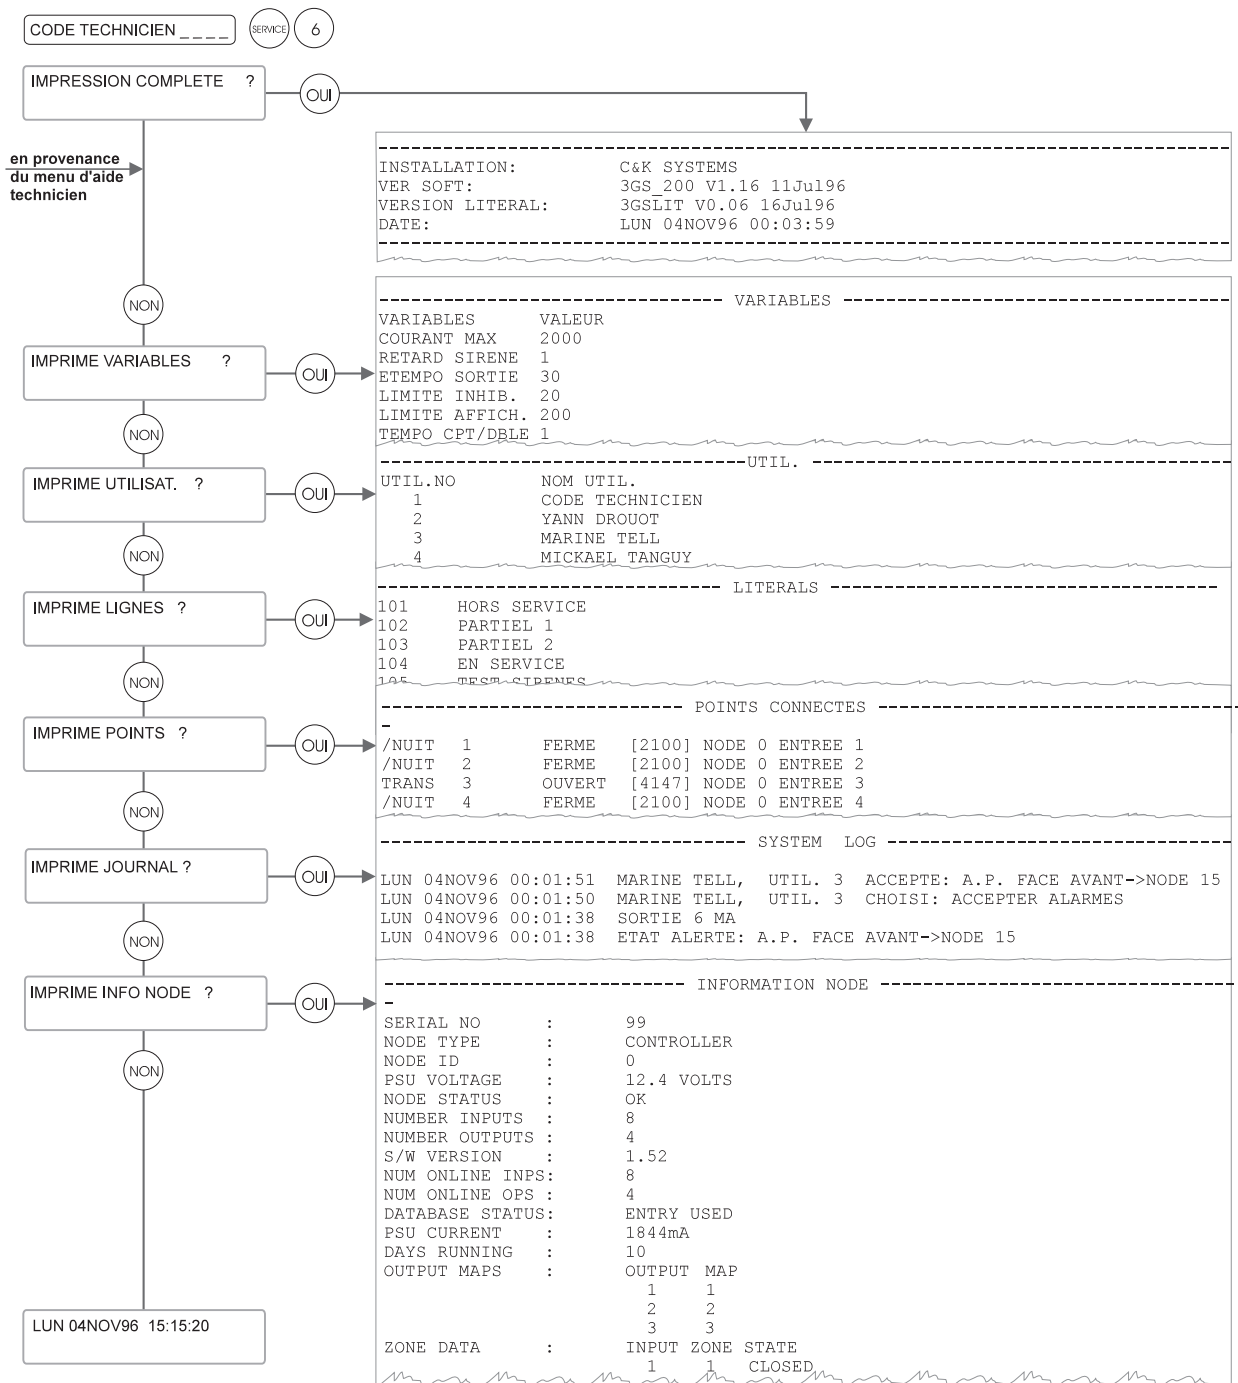 CODE TECHNICIEN _ _ _ _ SERVICE 6
IMPRESSION COMPLETE ?
OUI
en provenance
du menu d'aide
technicien
INSTALLATION: C&K SYSTEMS
VER SOFT: 3GS_200 V1.16 11Jul96
VERSION LITERAL: 3GSLIT V0.06 16Jul96
DATE: LUN 04NOV96 00:03:59
NON
VARIABLES
VARIABLES VALEUR
COURANT MAX 2000
RETARD SIRENE 1
ETEMPO SORTIE 30
LIMITE INHIB. 20
LIMITE AFFICH. 200
TEMPO CPT/DBLE 1
IMPRIME VARIABLES ?
OUI
NON
UTIL.
UTIL.NO NOM UTIL.
1 CODE TECHNICIEN
2 YANN DROUOT
3 MARINE TELL
4 MICKAEL TANGUY
IMPRIME UTILISAT. ?
OUI
NON
LITERALS
101 HORS SERVICE
102 PARTIEL 1
103 PARTIEL 2
104 EN SERVICE
105 TEST SIRENES
IMPRIME LIGNES ?
OUI
NON
POINTS CONNECTES
/NUIT 1 FERME [2100] NODE 0 ENTREE 1
/NUIT 2 FERME [2100] NODE 0 ENTREE 2
TRANS 3 OUVERT [4147] NODE 0 ENTREE 3
/NUIT 4 FERME [2100] NODE 0 ENTREE 4
IMPRIME POINTS ?
OUI
NON
SYSTEM LOG
LUN 04NOV96 00:01:51 MARINE TELL, UTIL. 3 ACCEPTE: A.P. FACE AVANT->NODE 15
LUN 04NOV96 00:01:50 MARINE TELL, UTIL. 3 CHOISI: ACCEPTER ALARMES
LUN 04NOV96 00:01:38 SORTIE 6 MA
LUN 04NOV96 00:01:38 ETAT ALERTE: A.P. FACE AVANT->NODE 15
IMPRIME JOURNAL ?
OUI
NON
INFORMATION NODE
IMPRIME INFO NODE ?
OUI
NON
SERIAL NO : 99
NODE TYPE : CONTROLLER
NODE ID : 0
PSU VOLTAGE : 12.4 VOLTS
NODE STATUS : OK
NUMBER INPUTS : 8
NUMBER OUTPUTS : 4
S/W VERSION : 1.52
NUM ONLINE INPS: 8
NUM ONLINE OPS : 4
DATABASE STATUS: ENTRY USED
PSU CURRENT : 1844mA
DAYS RUNNING : 10
OUTPUT MAPS : OUTPUT MAP
1 1
2 2
3 3
ZONE DATA : INPUT ZONE STATE
1 1 CLOSED
LUN 04NOV96 15:15:20